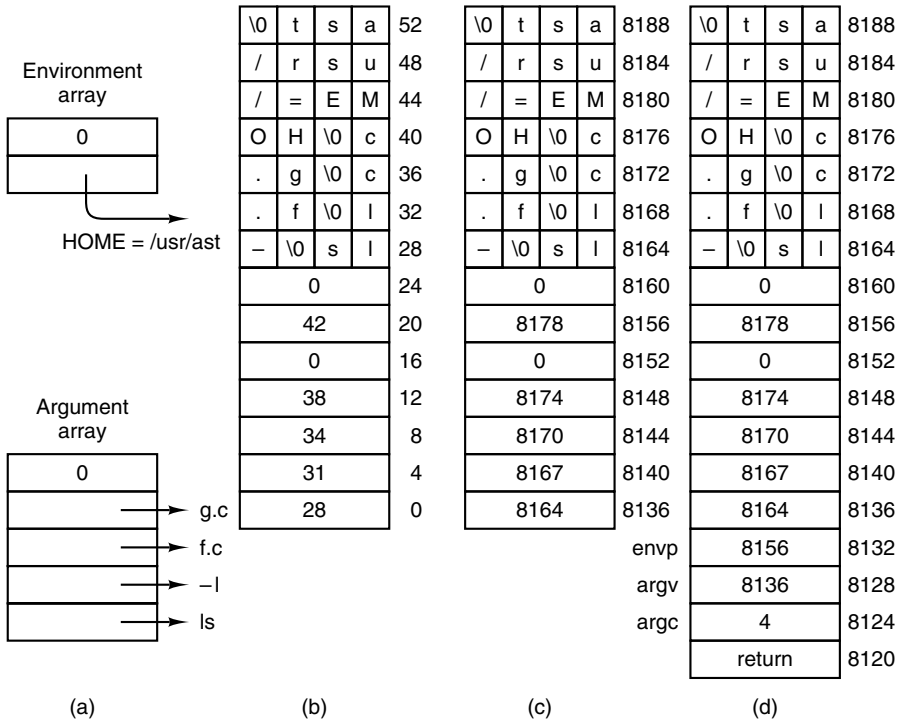 Environment
array
0
HOME = /usr/ast
Argument
array
0
g.c
f.c
–l
ls
(a)
\0 t s a 52
/ r s u 48
/ = E M 44
O H \0 c 40
. g \0 c 36
. f \0 l 32
– \0 s l 28
0 24
42 20
0 16
38 12
34 8
31 4
28 0
(b)
\0 t s a 8188
/ r s u 8184
/ = E M 8180
O H \0 c 8176
. g \0 c 8172
. f \0 l 8168
– \0 s l 8164
0 8160
8178 8156
0 8152
8174 8148
8170 8144
8167 8140
8164 8136
(c)
\0 t s a 8188
/ r s u 8184
/ = E M 8180
O H \0 c 8176
. g \0 c 8172
. f \0 l 8168
– \0 s l 8164
0 8160
8178 8156
0 8152
8174 8148
8170 8144
8167 8140
8164 8136
envp 8156 8132
argv 8136 8128
argc 4 8124
return 8120
(d)